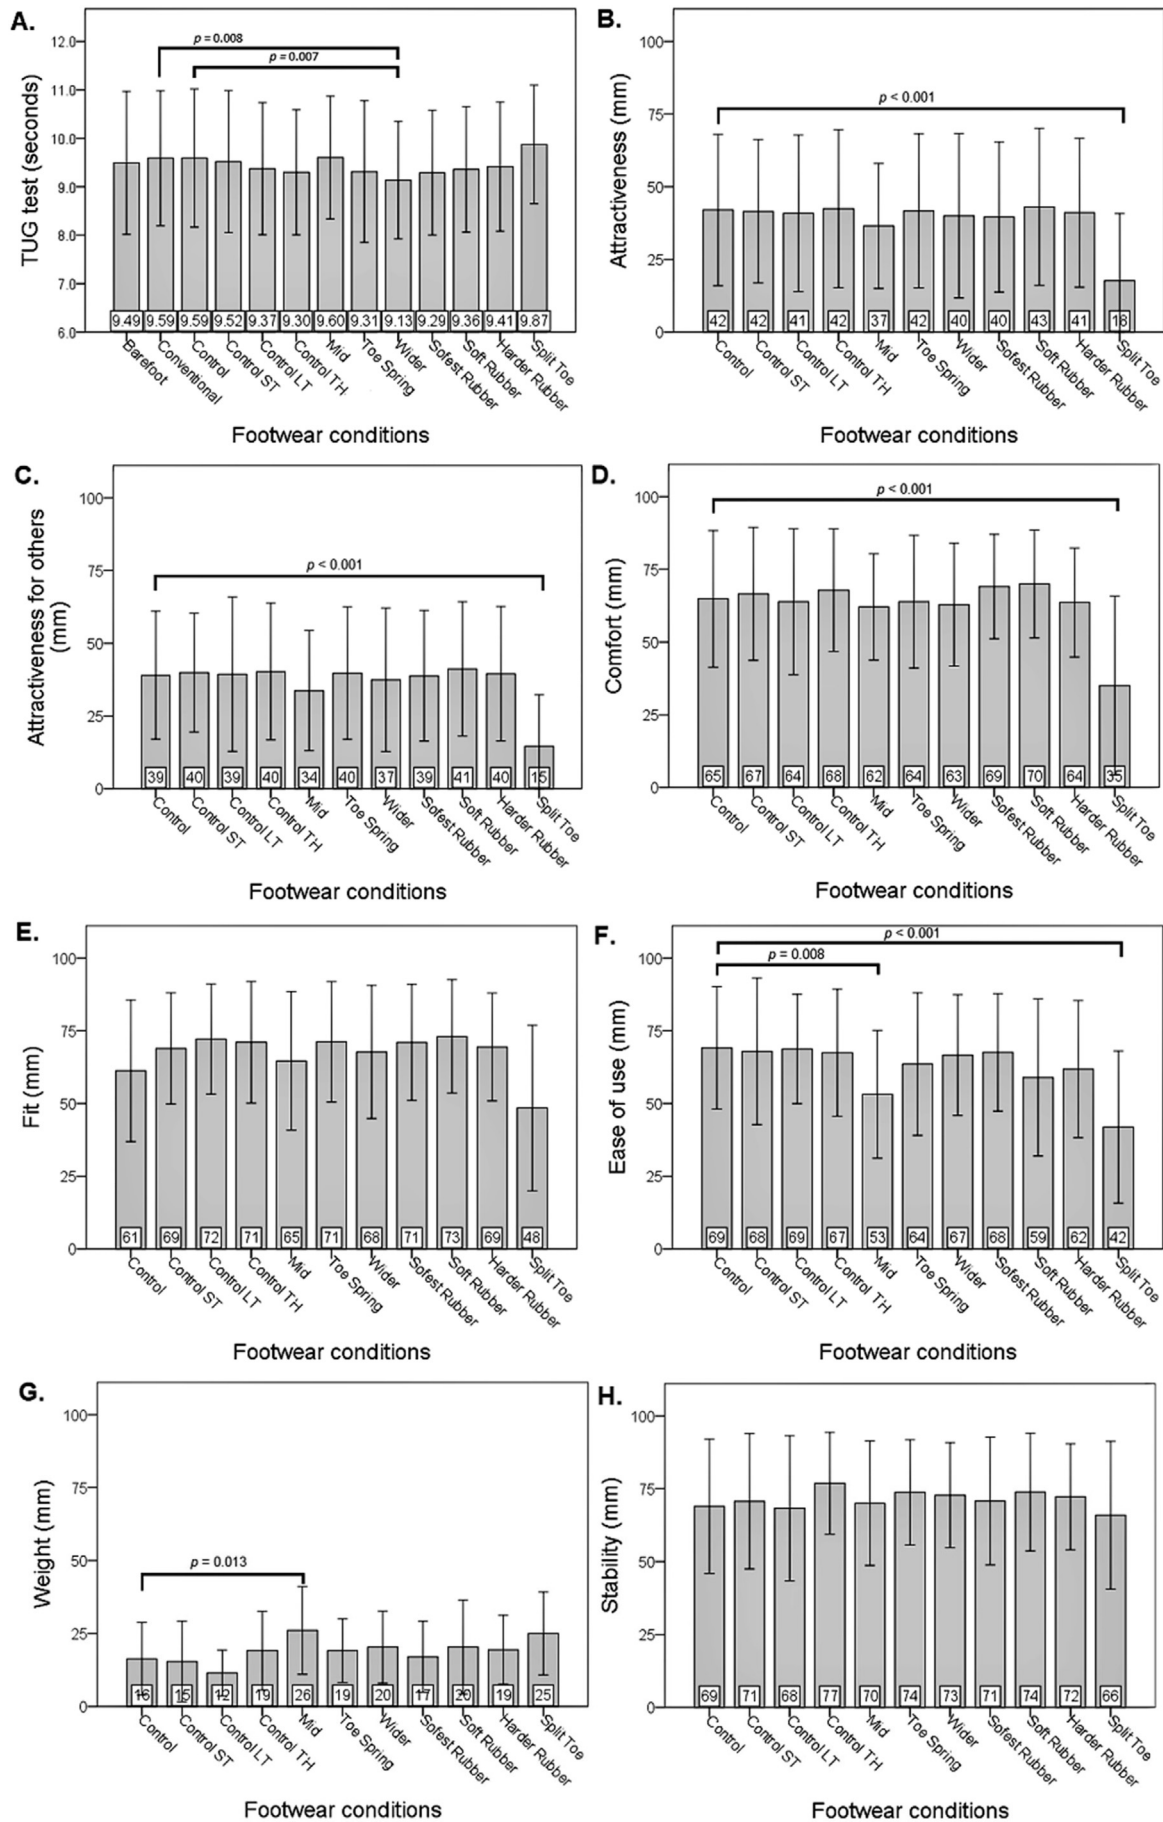 A.
TUG test (seconds)
12.0
11.0
10.0
9.0
8.0
7.0
6.0
p = 0.008
p = 0.007
9.49 9.59 9.59 9.52 9.37 9.30 9.60 9.31 9.13 9.29 9.36 9.41 9.87
Barefoot
Conventional
Control
Control ST
Control LT
Control TH
Mid
Toe Spring
Wider
Sofest Rubber
Soft Rubber
Harder Rubber
Split Toe
Footwear conditions
B.
Attractiveness (mm)
100
75
50
25
0
p < 0.001
42 42 41 42 37 42 40 40 43 41 18
Control
Control ST
Control LT
Control TH
Mid
Toe Spring
Wider
Sofest Rubber
Soft Rubber
Harder Rubber
Split Toe
Footwear conditions
C.
Attractiveness for others
(mm)
100
75
50
25
0
p < 0.001
39 40 39 40 34 40 37 39 41 40 15
Control
Control ST
Control LT
Control TH
Mid
Toe Spring
Wider
Sofest Rubber
Soft Rubber
Harder Rubber
Split Toe
Footwear conditions
D.
Comfort (mm)
100
75
50
25
0
p < 0.001
65 67 64 68 62 64 63 69 70 64 35
Control
Control ST
Control LT
Control TH
Mid
Toe Spring
Wider
Sofest Rubber
Soft Rubber
Harder Rubber
Split Toe
Footwear conditions
E.
Fit (mm)
100
75
50
25
0
61 69 72 71 65 71 68 71 73 69 48
Control
Control ST
Control LT
Control TH
Mid
Toe Spring
Wider
Sofest Rubber
Soft Rubber
Harder Rubber
Split Toe
Footwear conditions
F.
Ease of use (mm)
100
75
50
25
0
p < 0.001
p = 0.008
69 68 69 67 53 64 67 68 59 62 42
Control
Control ST
Control LT
Control TH
Mid
Toe Spring
Wider
Sofest Rubber
Soft Rubber
Harder Rubber
Split Toe
Footwear conditions
G.
Weight (mm)
100
75
50
25
0
p = 0.013
16 15 12 19 26 19 20 17 20 19 25
Control
Control ST
Control LT
Control TH
Mid
Toe Spring
Wider
Sofest Rubber
Soft Rubber
Harder Rubber
Split Toe
Footwear conditions
H.
Stability (mm)
100
75
50
25
0
69 71 68 77 70 74 73 71 74 72 66
Control
Control ST
Control LT
Control TH
Mid
Toe Spring
Wider
Sofest Rubber
Soft Rubber
Harder Rubber
Split Toe
Footwear conditions